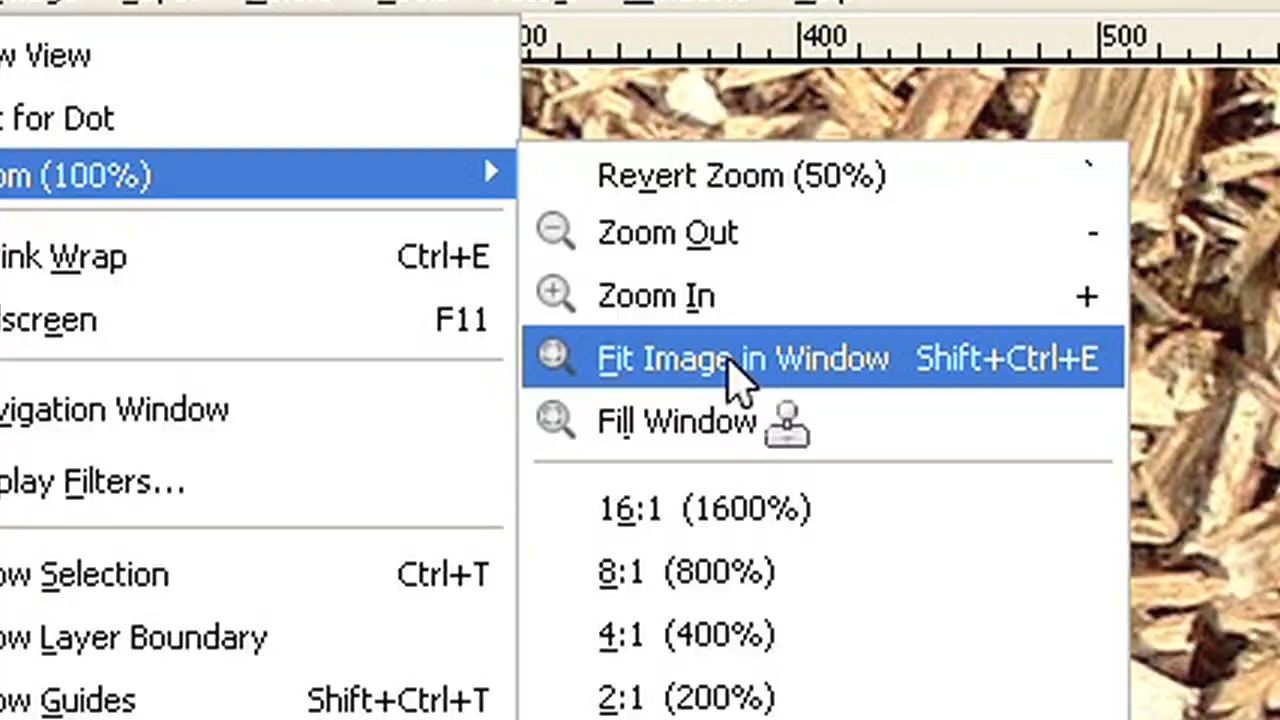 00 400 500
w View
t for Dot
om (100%)
ink Wrap Ctrl+E
lscreen F11
vigation Window
play Filters...
ow Selection Ctrl+T
ow Layer Boundary
ow Guides Shift+Ctrl+T
Revert Zoom (50%) `
Zoom Out -
Zoom In +
Fit Image in Window Shift+Ctrl+E
Fill Window
16:1 (1600%)
8:1 (800%)
4:1 (400%)
2:1 (200%)